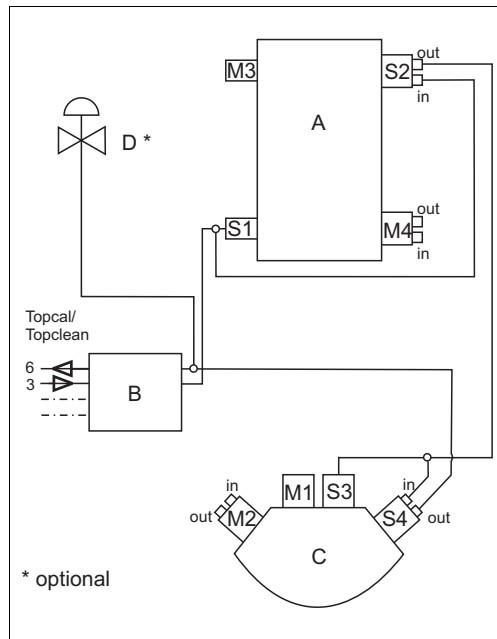 out
M3
S2
A
in
D *
out
S1
M4
in
Topcal/
Topclean
6
3
B
in
M1
S3
in
out
M2
S4
out
C
* optional